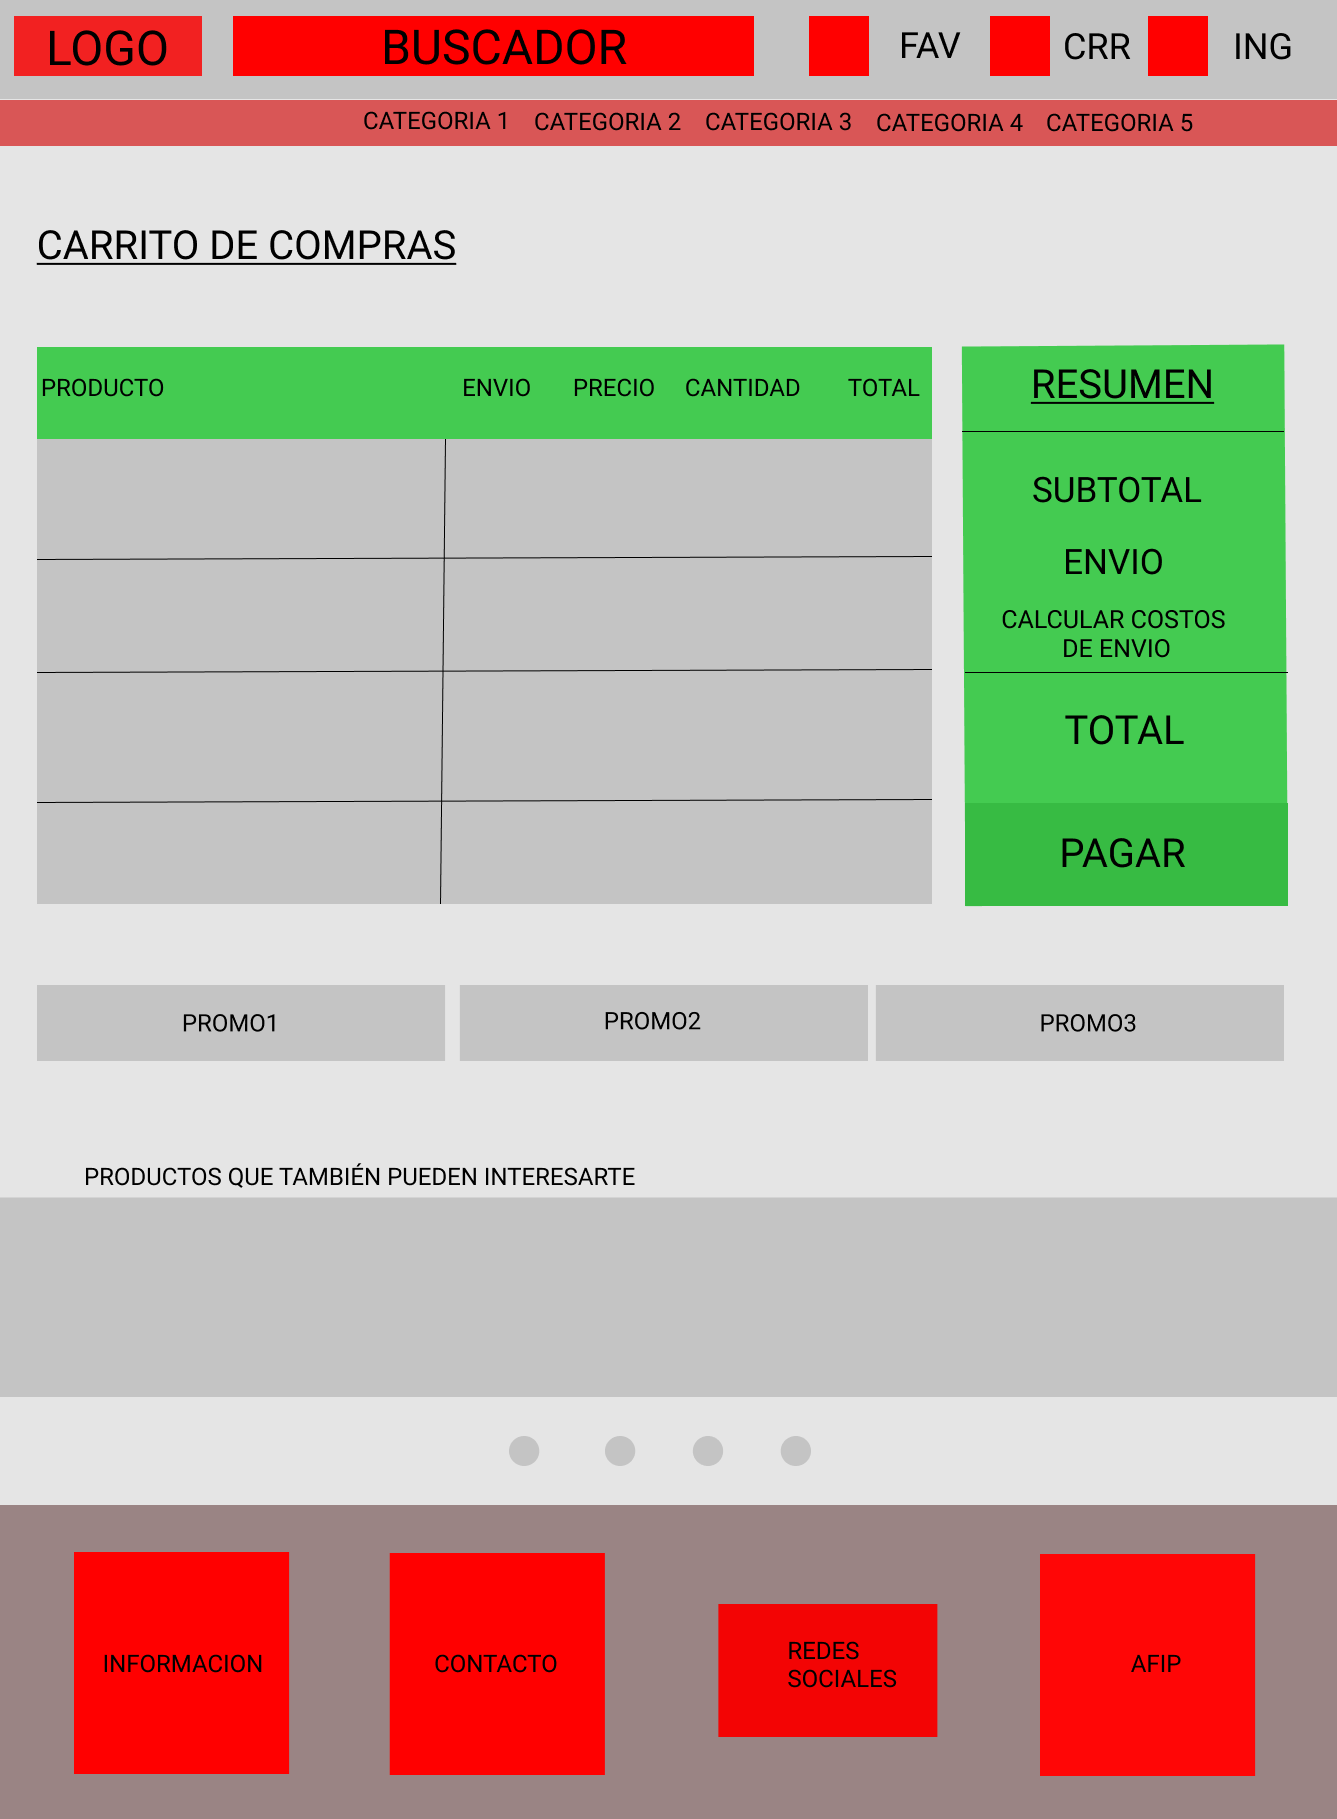 LOGO BUSCADOR FAV CRR ING
CATEGORIA 1 CATEGORIA 2 CATEGORIA 3 CATEGORIA 4 CATEGORIA 5
CARRITO DE COMPRAS
PRODUCTO ENVIO PRECIO CANTIDAD TOTAL
RESUMEN
SUBTOTAL
ENVIO
CALCULAR COSTOS
DE ENVIO
TOTAL
PAGAR
PROMO1 PROMO2 PROMO3
PRODUCTOS QUE TAMBIÉN PUEDEN INTERESARTE
INFORMACION
CONTACTO
REDES
SOCIALES
AFIP